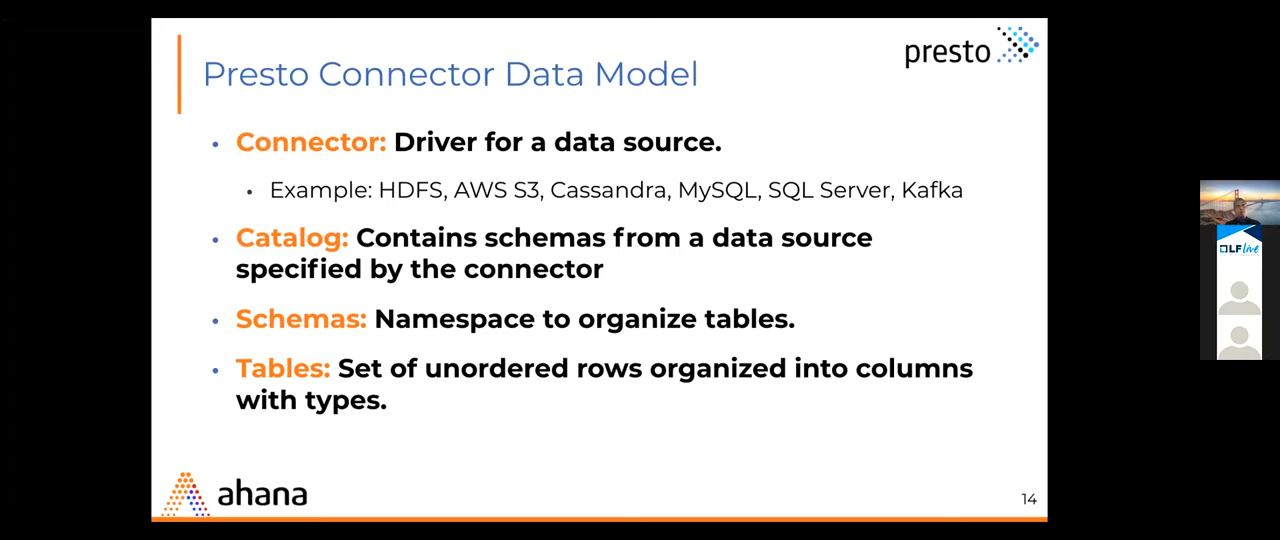 presto
Presto Connector Data Model
• Connector: Driver for a data source.
• Example: HDFS, AWS S3, Cassandra, MySQL, SQL Server, Kafka
• Catalog: Contains schemas from a data source
specified by the connector
• Schemas: Namespace to organize tables.
• Tables: Set of unordered rows organized into columns
with types.
ahana
14
LF Live